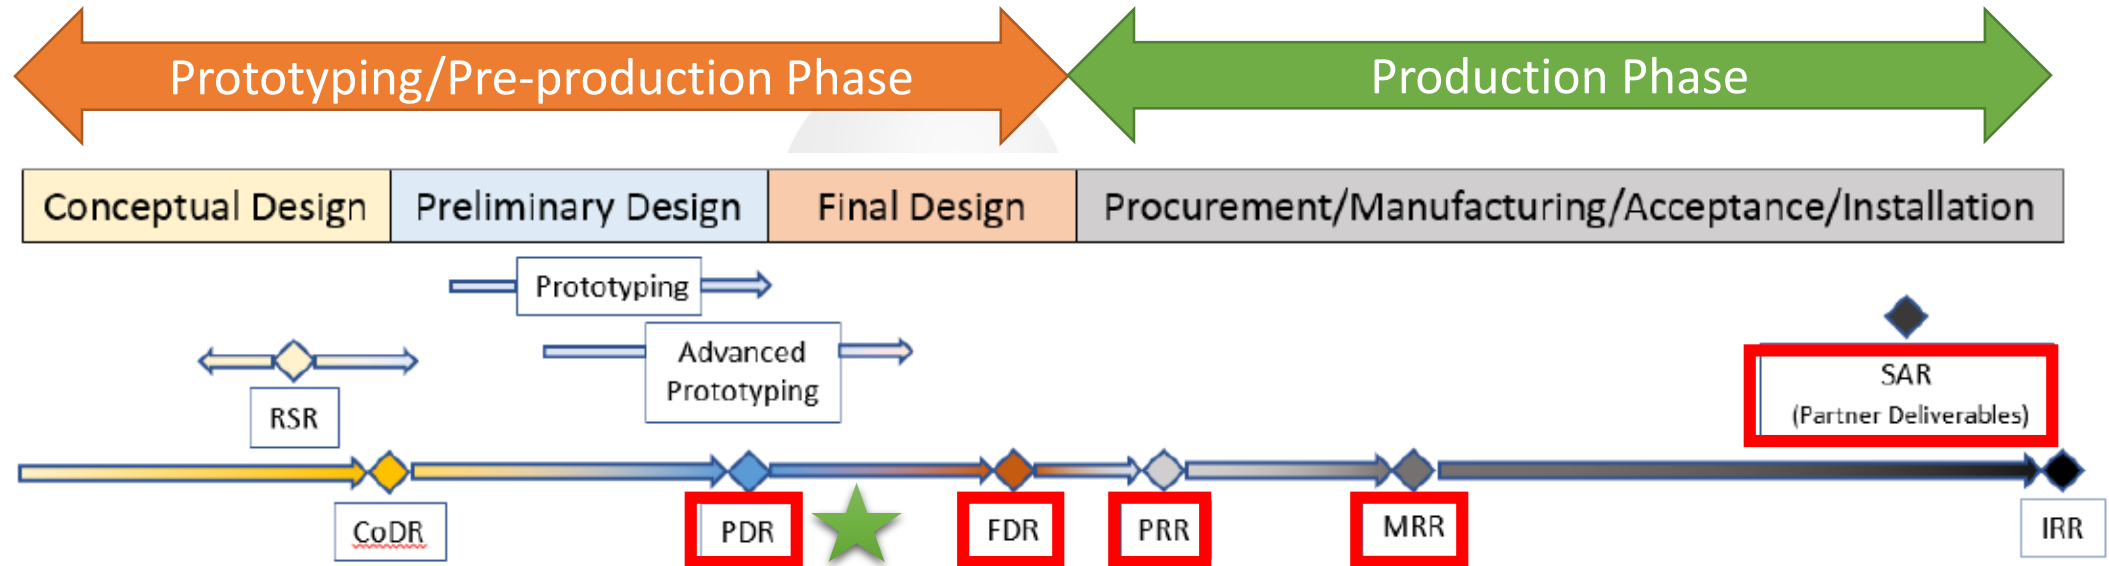 Prototyping/Pre-production Phase
Production Phase
Conceptual Design
Preliminary Design
Final Design
Procurement/Manufacturing/Acceptance/Installation
Prototyping
Advanced
Prototyping
RSR
SAR
(Partner Deliverables)
CoDR
PDR
FDR
PRR
MRR
IRR